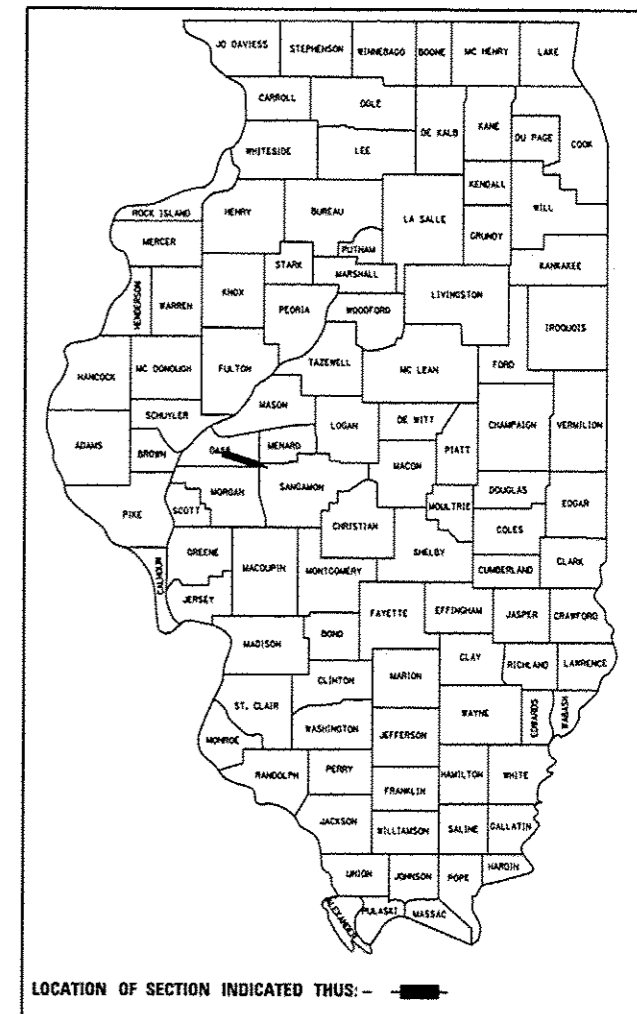 JO DAVIESS STEPHENSON WINNEBAGO BOONE MC HENRY LAKE
CARROLL OGLE
DE KALB KANE DU PAGE COOK
WHITESIDE LEE
KENDALL WILL
ROCK ISLAND HENRY BUREAU LA SALLE GRUNDY
MERCER PUTNAM
STARK MARSHALL KANKAKEE
HENDERSON WARREN KNOX PEORIA WOODFORD LIVINGSTON
IROQUOIS
HANCOCK MC DONOUGH FULTON TAZEWELL MC LEAN FORD
MASON
SCHUYLER LOGAN DE WITT CHAMPAIGN VERMILION
ADAMS BROWN CASS MENARD MACON PIATT
PIKE SCOTT MORGAN SANGAMON MOULTRIE DOUGLAS EDGAR
CHRISTIAN COLES
CALHOUN GREENE MACOUPIN MONTGOMERY SHELBY CUMBERLAND CLARK
JERSEY FAYETTE EFFINGHAM JASPER CRAWFORD
MADISON BOND
CLAY RICHLAND LAWRENCE
CLINTON MARION
ST. CLAIR WAYNE EDWARDS WABASH
MONROE WASHINGTON JEFFERSON
RANDOLPH PERRY HAMILTON WHITE
FRANKLIN
JACKSON WILLIAMSON SALINE GALLATIN
UNION JOHNSON POPE HARDIN
ALEXANDER PULASKI MASSAC
LOCATION OF SECTION INDICATED THUS: -